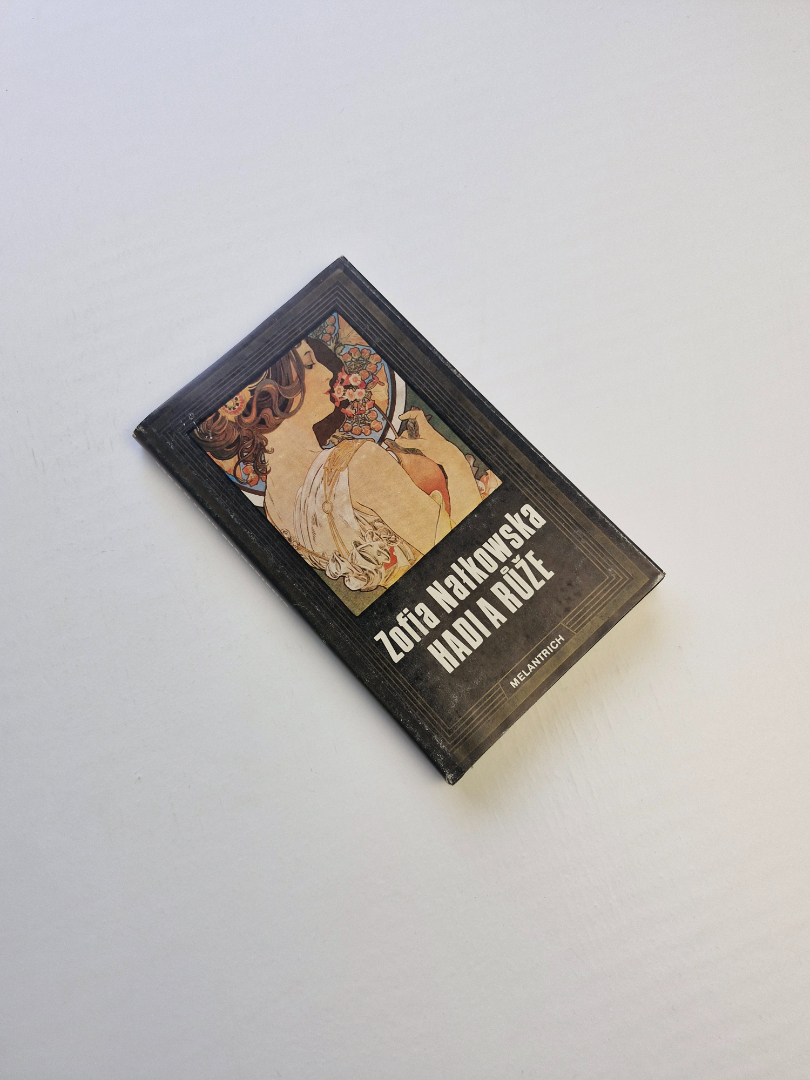 Zofia Nałkowska
HADI A RŮŽE
MELANTRICH